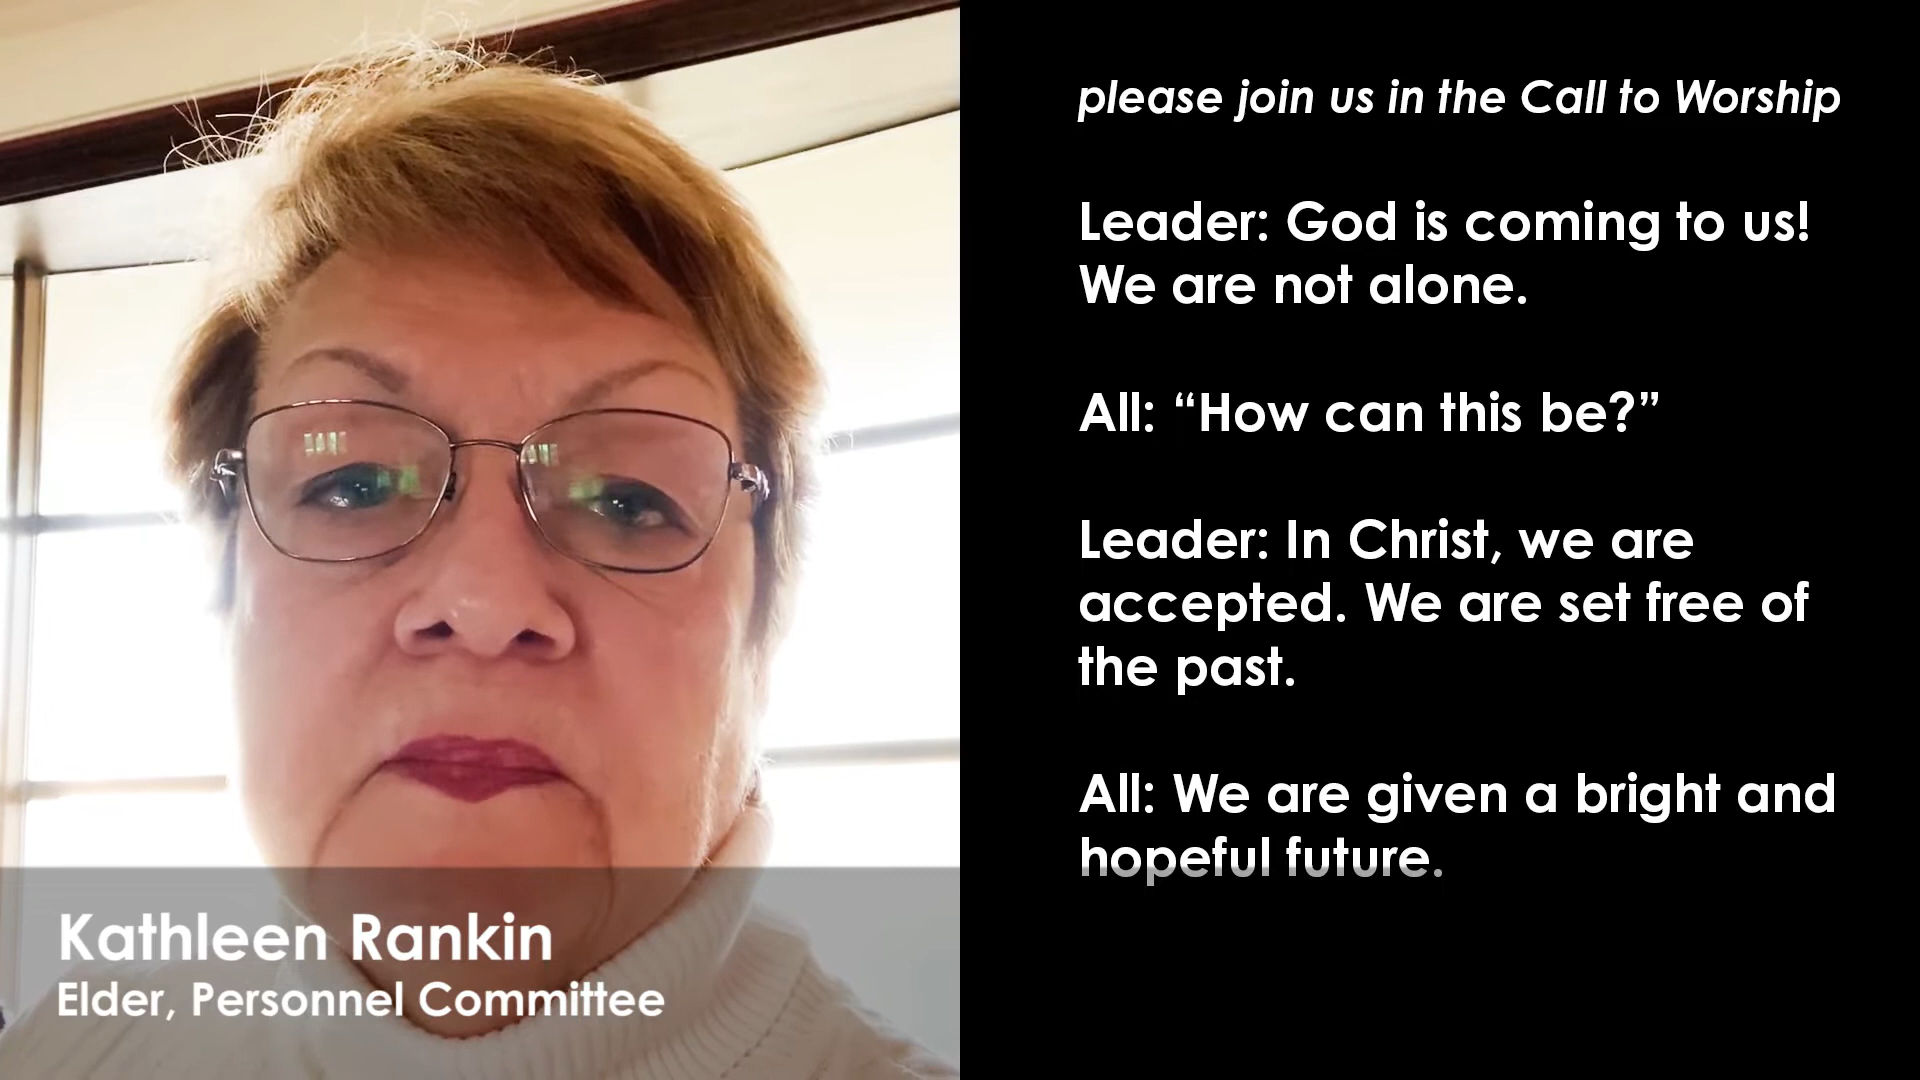 please join us in the Call to Worship
Leader: God is coming to us!
We are not alone.
All: “How can this be?”
Leader: In Christ, we are
accepted. We are set free of
the past.
All: We are given a bright and
hopeful future.
Kathleen Rankin
Elder, Personnel Committee